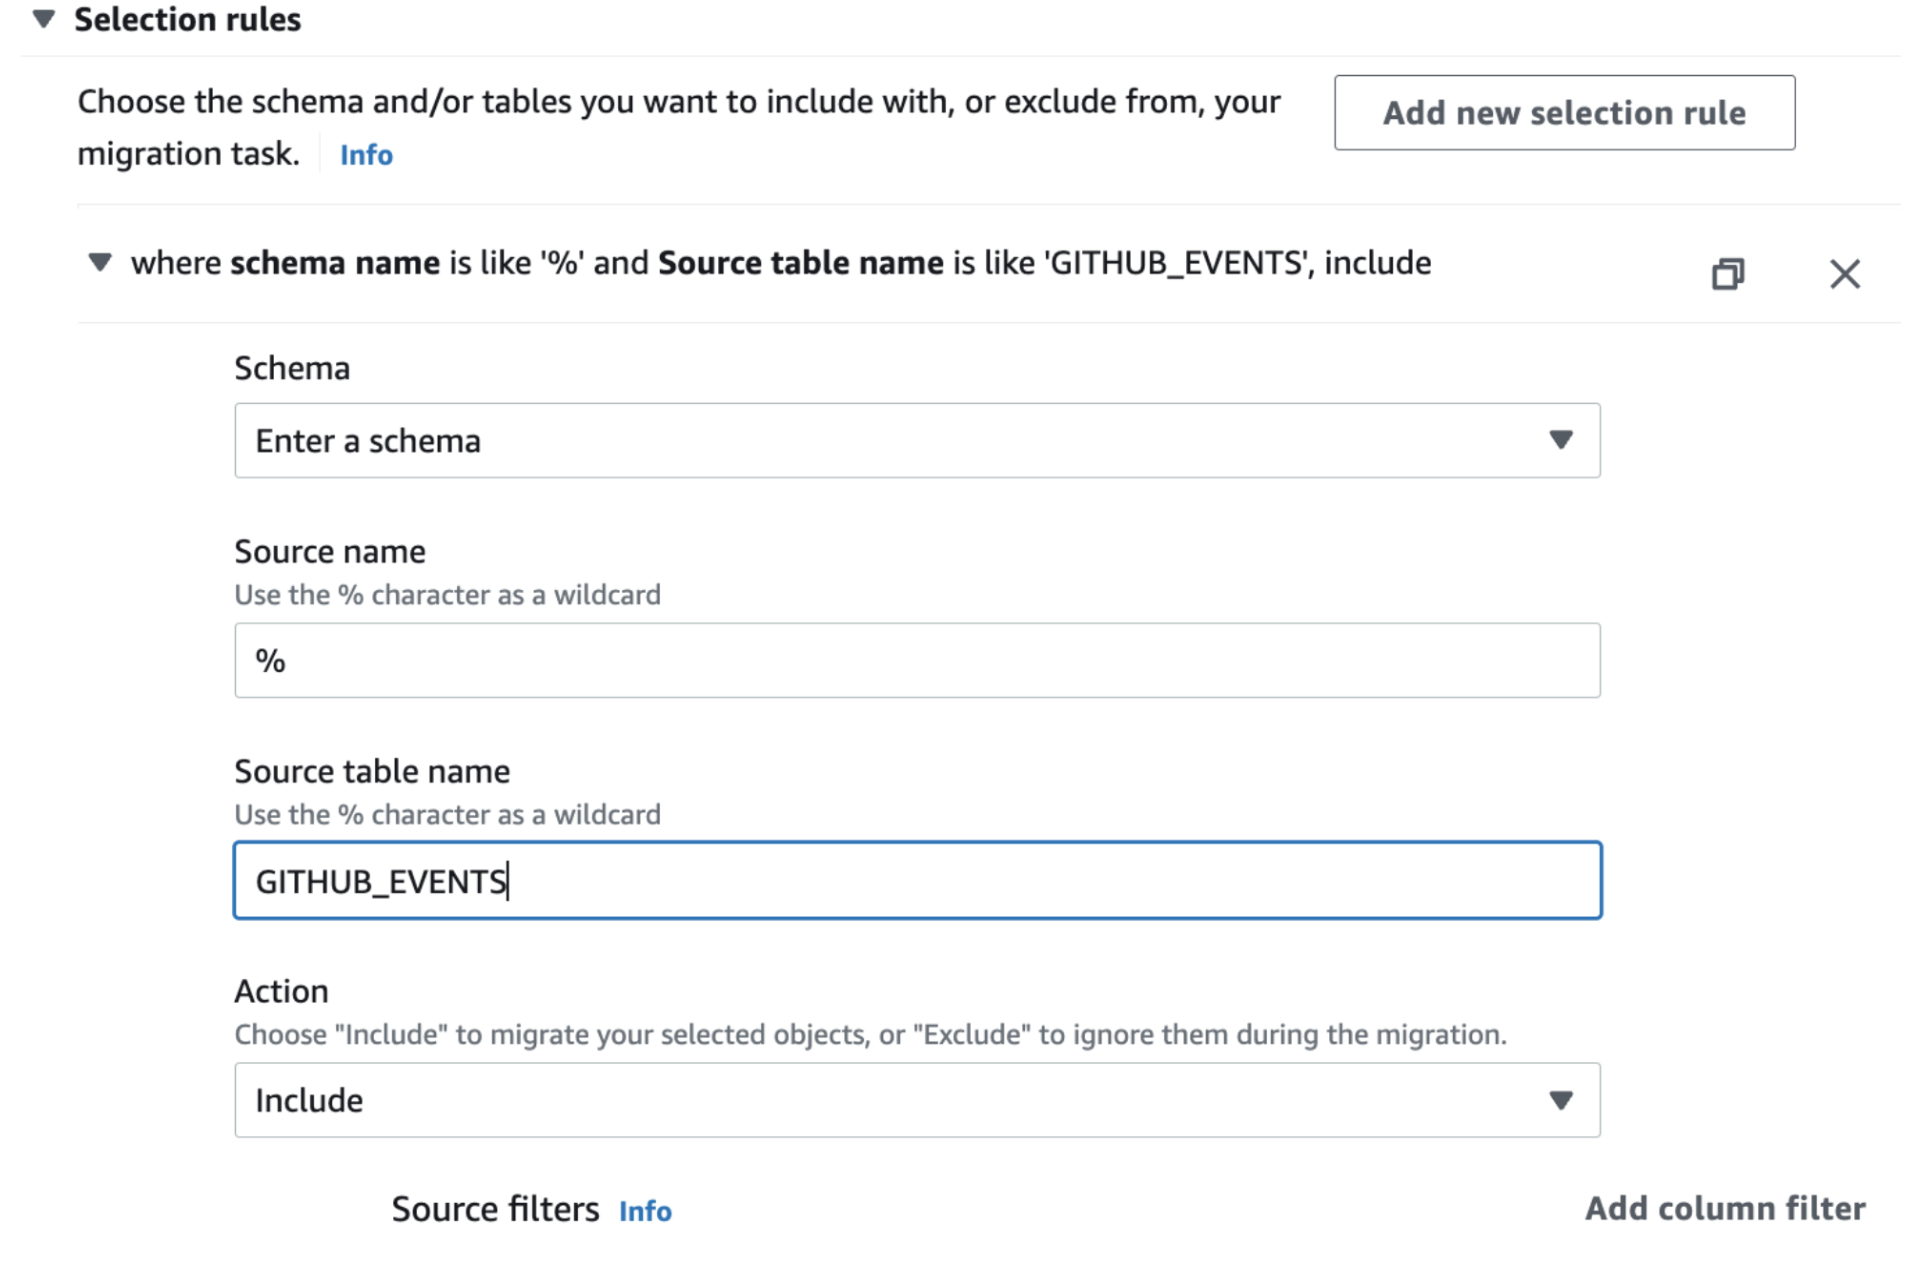 Selection rules
Choose the schema and/or tables you want to include with, or exclude from, your
migration task. Info
Add new selection rule
where schema name is like '%' and Source table name is like 'GITHUB_EVENTS', include
Schema
Enter a schema
Source name
Use the % character as a wildcard
%
Source table name
Use the % character as a wildcard
GITHUB_EVENTS
Action
Choose "Include" to migrate your selected objects, or "Exclude" to ignore them during the migration.
Include
Source filters Info
Add column filter